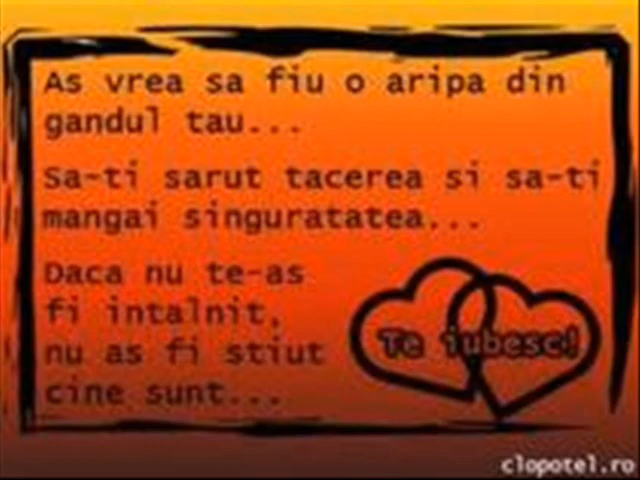 As vrea sa fiu o aripa din
gandul tau...
Sa-ti sarut tacerea si sa-ti
mangai singuratatea...
Daca nu te-as
fi intalnit,
nu as fi stiut
cine sunt...
Te iubesc!
clopotel.ro